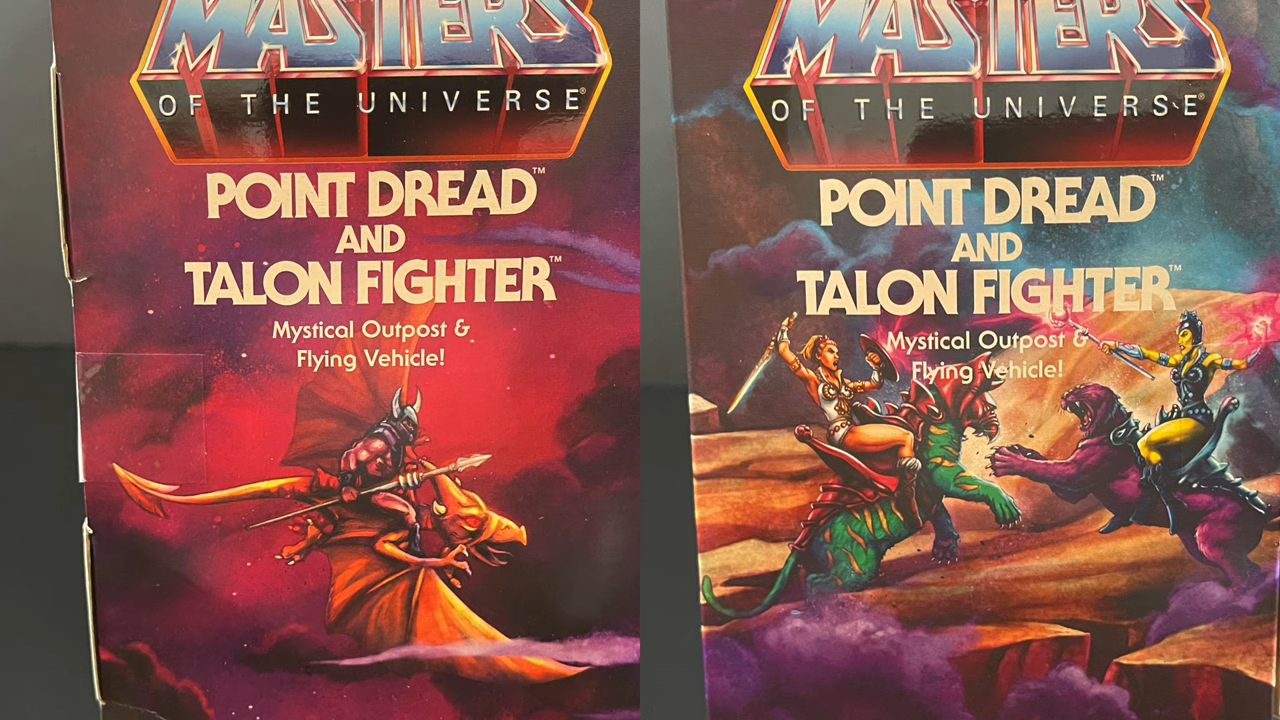 MASTERS
OF THE UNIVERSE®
POINT DREAD™
AND
TALON FIGHTER™
Mystical Outpost &
Flying Vehicle!
MASTERS
OF THE UNIVERSE®
POINT DREAD™
AND
TALON FIGHTER™
Mystical Outpost &
Flying Vehicle!